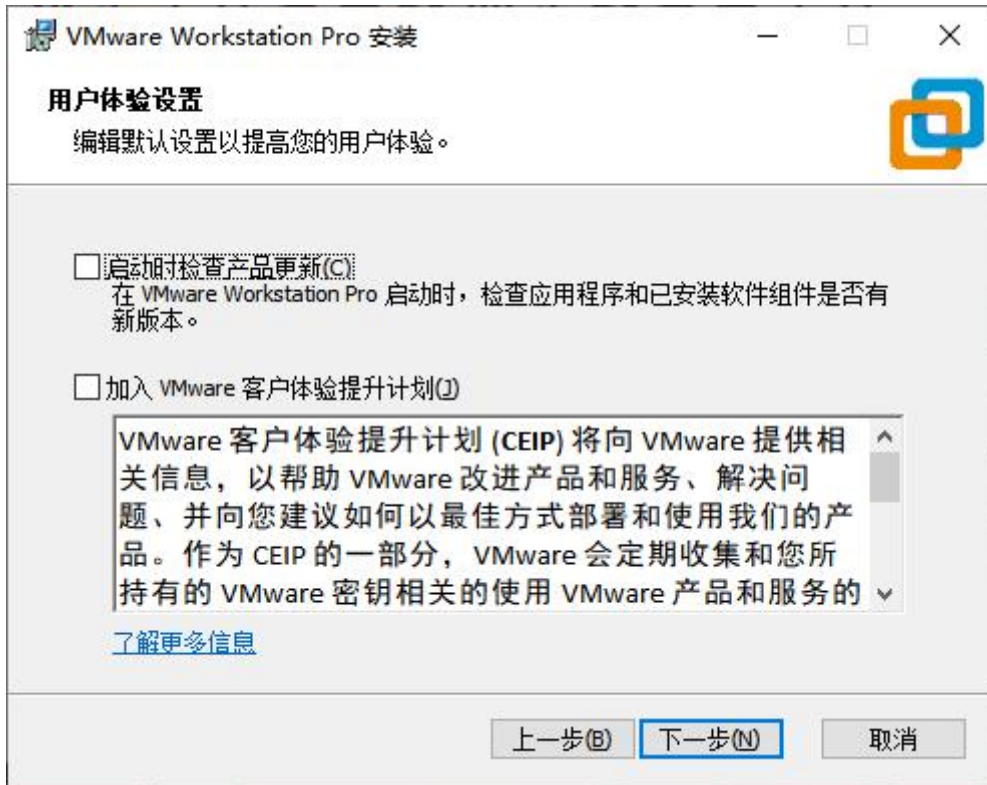 VMware Workstation Pro 安装
用户体验设置
编辑默认设置以提高您的用户体验。
启动时检查产品更新(C)
在 VMware Workstation Pro 启动时，检查应用程序和已安装软件组件是否有
新版本。
加入 VMware 客户体验提升计划(J)
VMware 客户体验提升计划 (CEIP) 将向 VMware 提供相
关信息，以帮助 VMware 改进产品和服务、解决问
题、并向您建议如何以最佳方式部署和使用我们的产
品。作为 CEIP 的一部分，VMware 会定期收集和您所
持有的 VMware 密钥相关的使用 VMware 产品和服务的
了解更多信息
上一步(B) 下一步(N) 取消